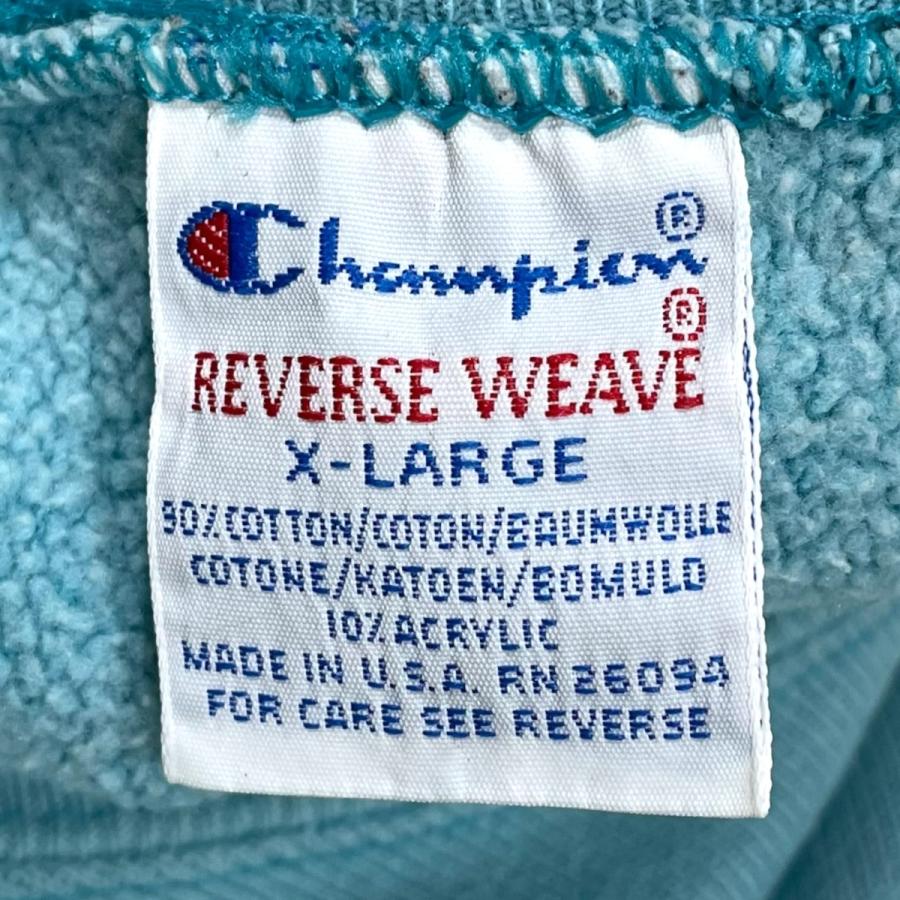 Champion®
REVERSE WEAVE®
X-LARGE
90% COTTON/COTON/BAUMWOLLE
COTONE/KATOEN/BOMULD
10% ACRYLIC
MADE IN U.S.A. RN 26094
FOR CARE SEE REVERSE